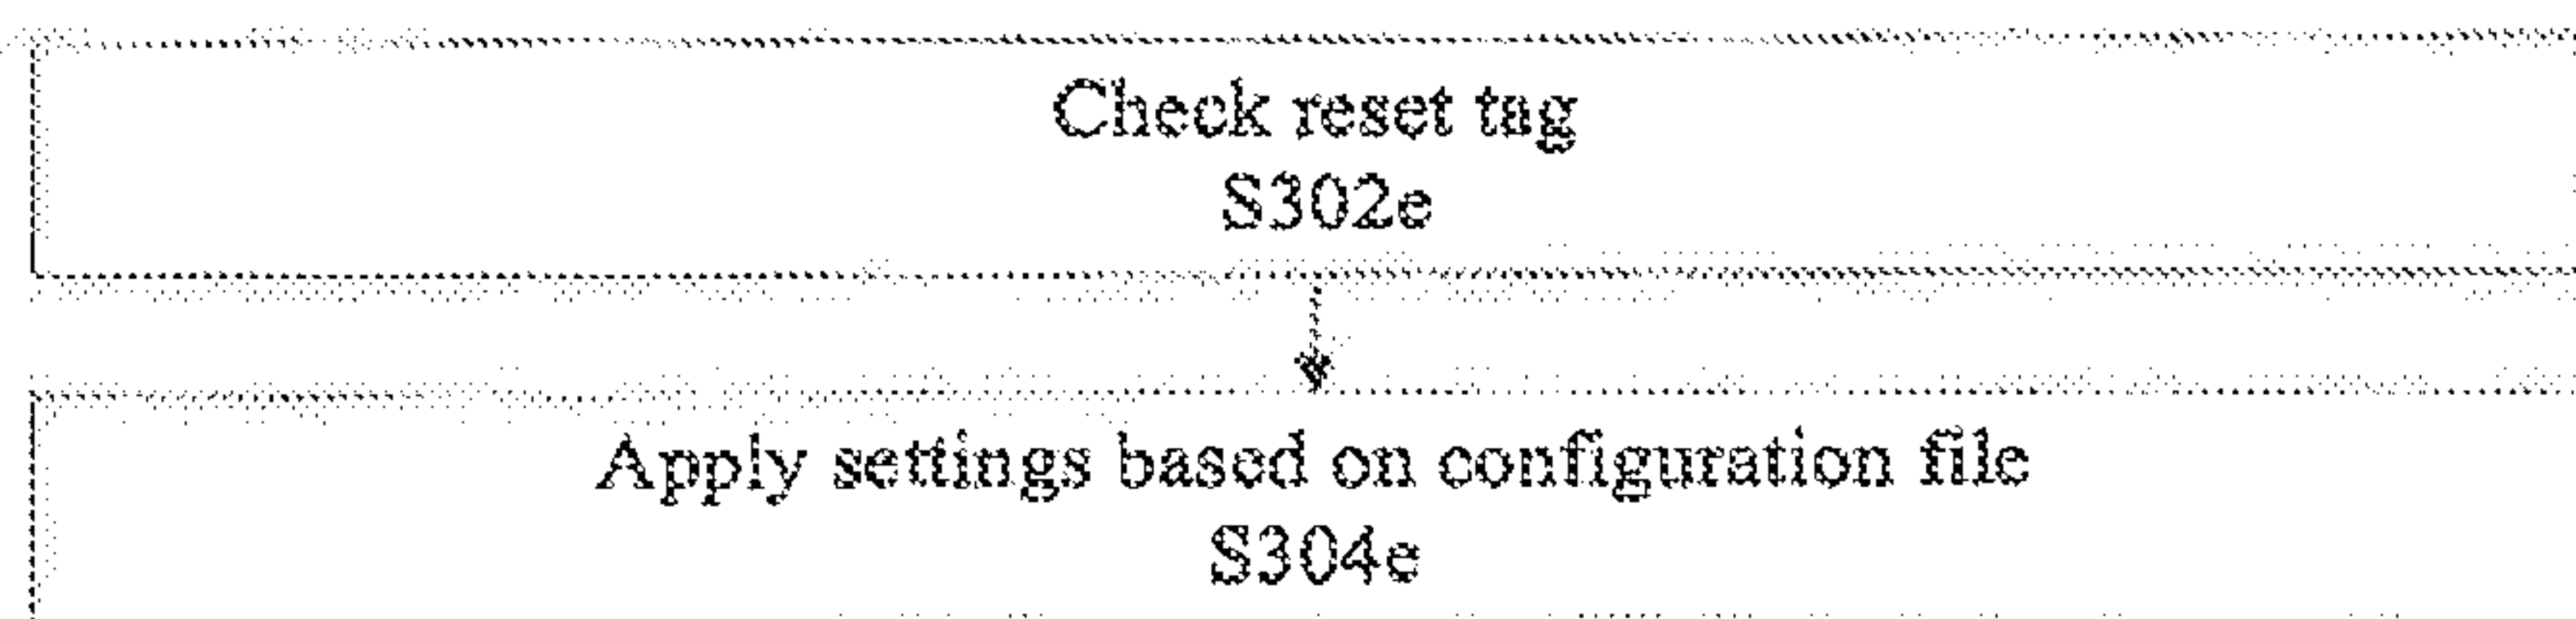 Check reset tag
S302e
Apply settings based on configuration file
S304e